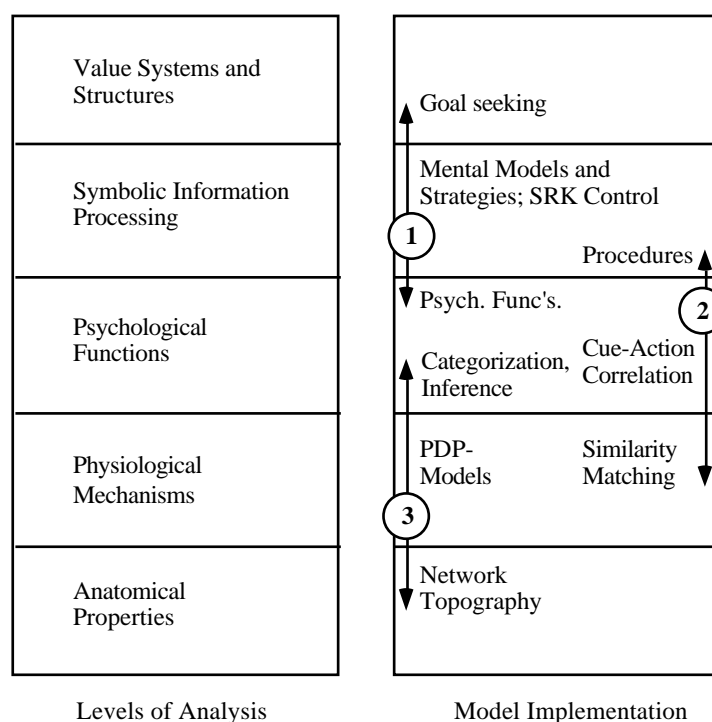 Value Systems and
Structures
Symbolic Information
Processing
Psychological
Functions
Physiological
Mechanisms
Anatomical
Properties
Levels of Analysis
Goal seeking
Mental Models and
Strategies; SRK Control
1
Procedures
Psych. Func's.
2
Categorization,
Inference
Cue-Action
Correlation
PDP-
Models
Similarity
Matching
3
Network
Topography
Model Implementation